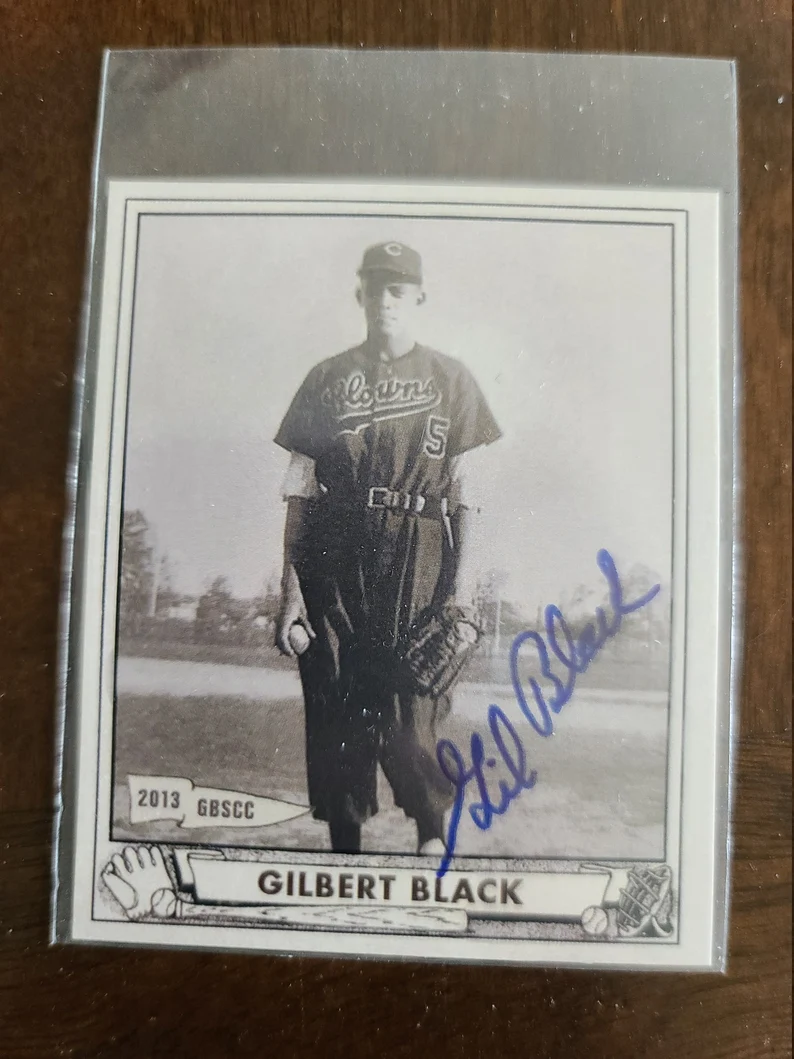 C
Clowns
5
Gil Black
2013 GBSCC
GILBERT BLACK